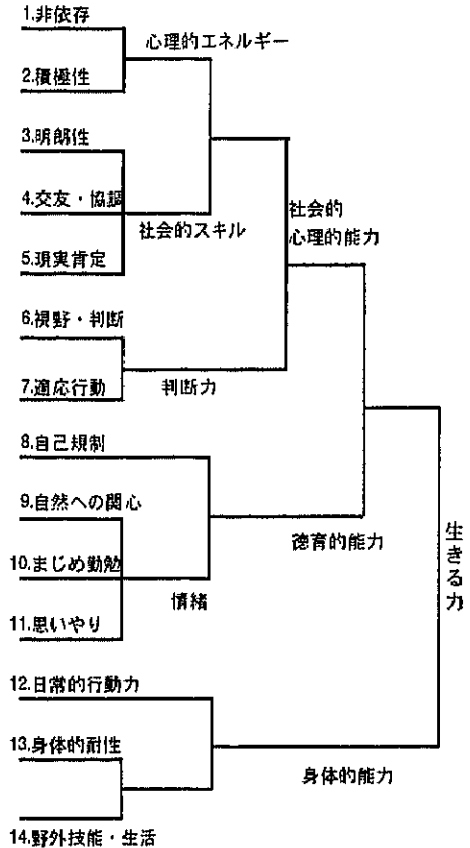 1.非依存
心理的エネルギー
2.積極性
3.明朗性
4.交友・協調
社会的スキル
社会的
心理的能力
5.現実肯定
6.視野・判断
7.適応行動
判断力
8.自己規制
9.自然への関心
徳育的能力
生きる力
10.まじめ勤勉
情緒
11.思いやり
12.日常的行動力
13.身体的耐性
身体的能力
14.野外技能・生活